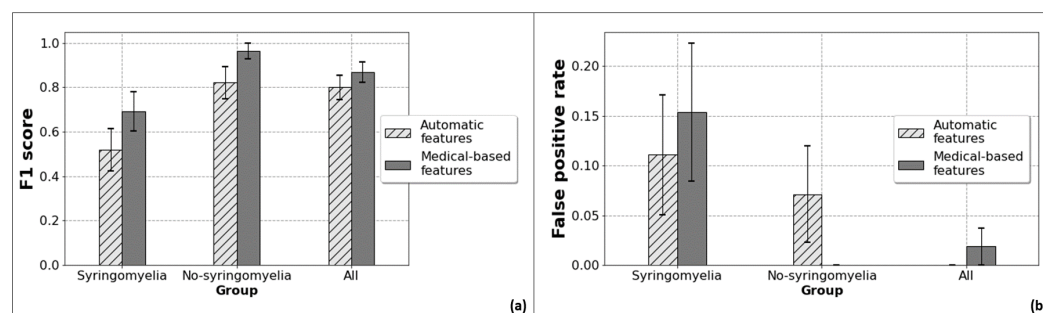 F1 score
1.0
0.8
0.6
0.4
0.2
0.0
Syringomyelia
No-syringomyelia
All
Group
Automatic
features
Medical-based
features
(a)
False positive rate
0.20
0.15
0.10
0.05
0.00
Syringomyelia
No-syringomyelia
All
Group
Automatic
features
Medical-based
features
(b